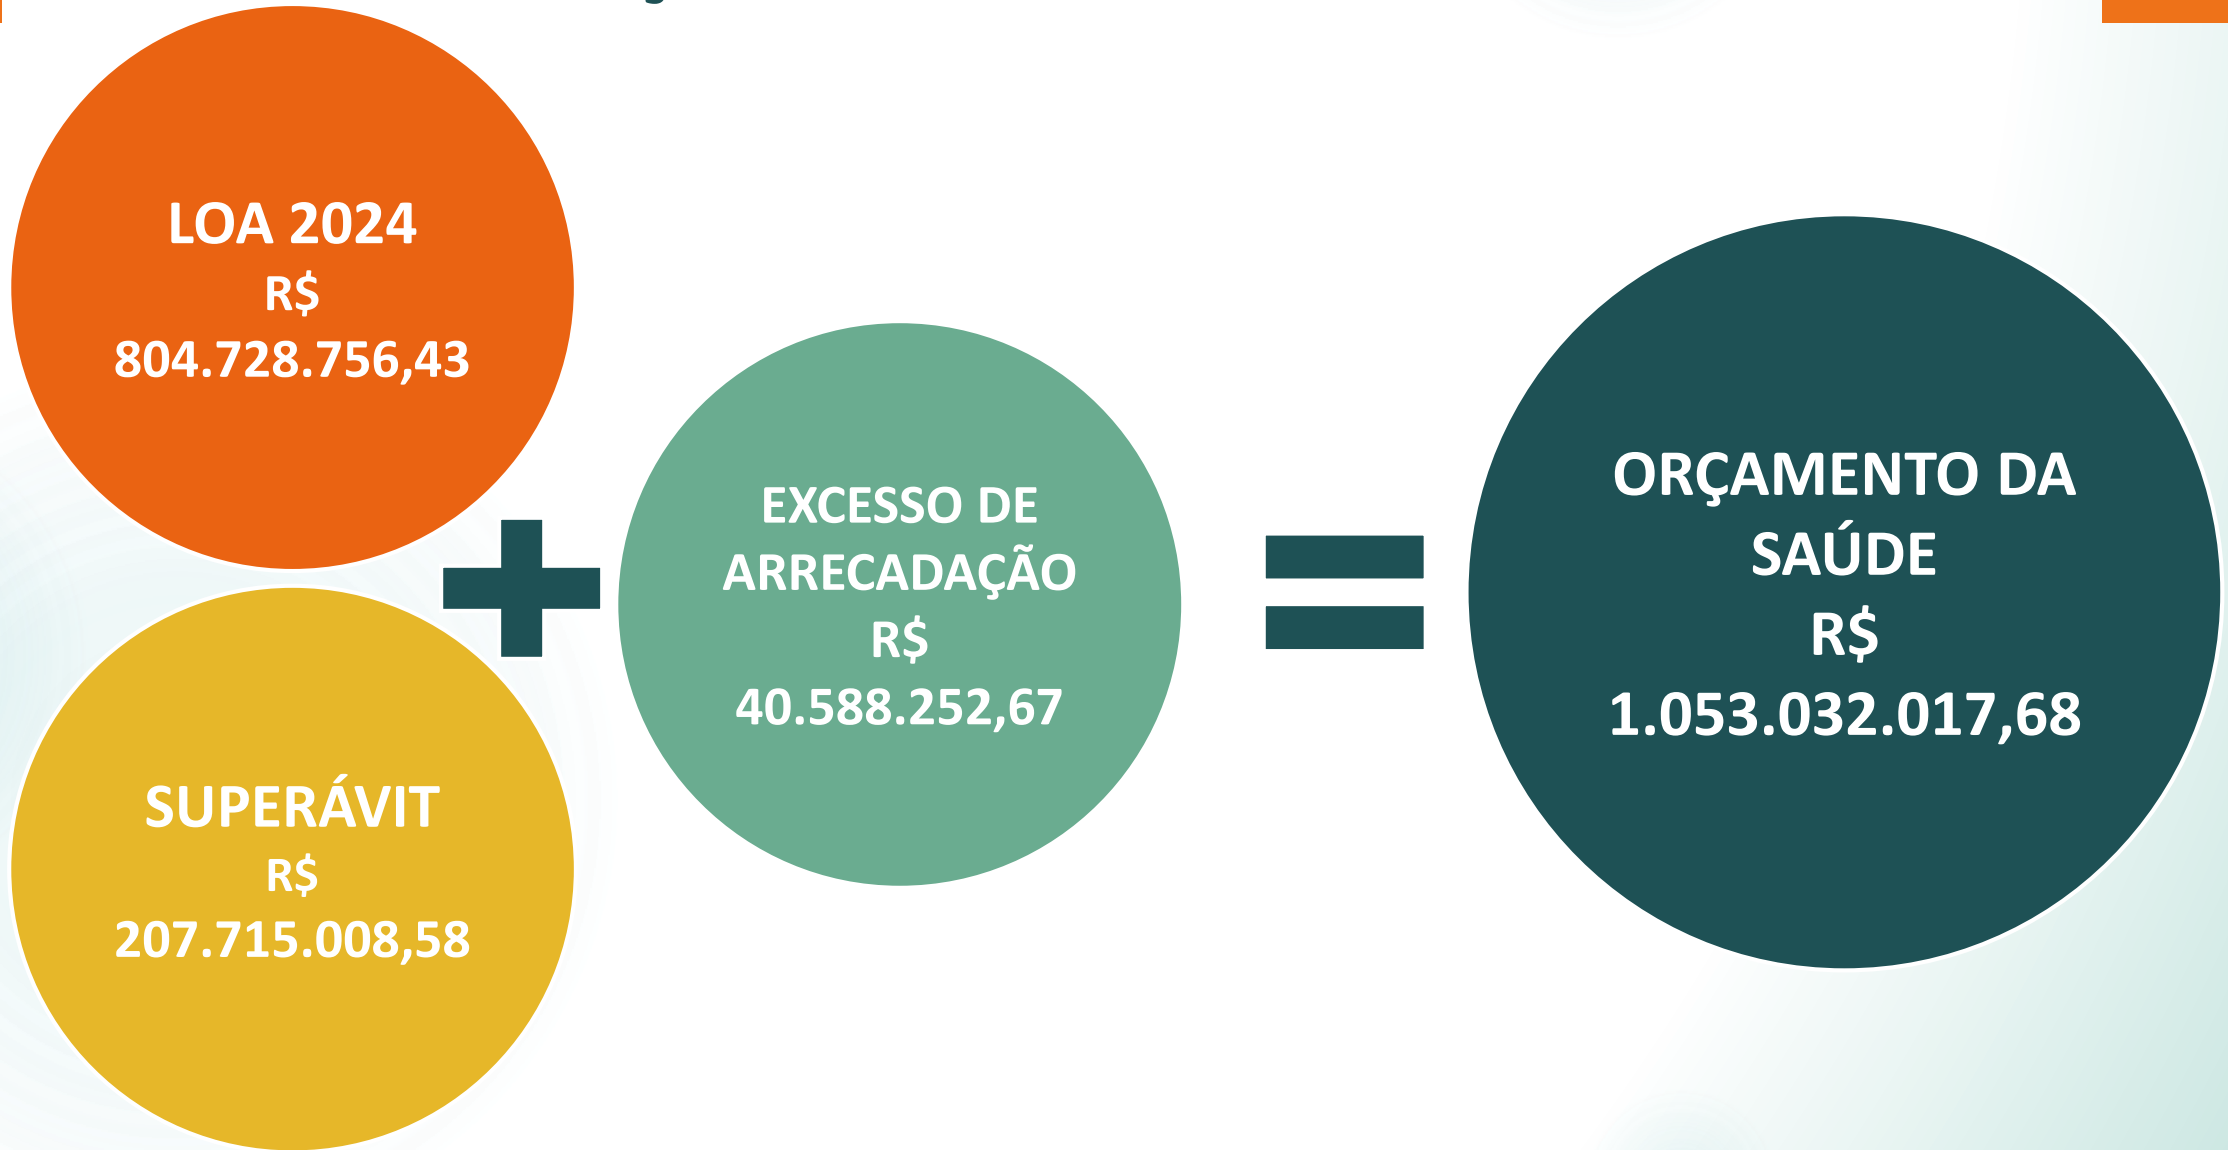 LOA 2024
R$
804.728.756,43
SUPERÁVIT
R$
207.715.008,58
EXCESSO DE
ARRECADAÇÃO
R$
40.588.252,67
ORÇAMENTO DA
SAÚDE
R$
1.053.032.017,68